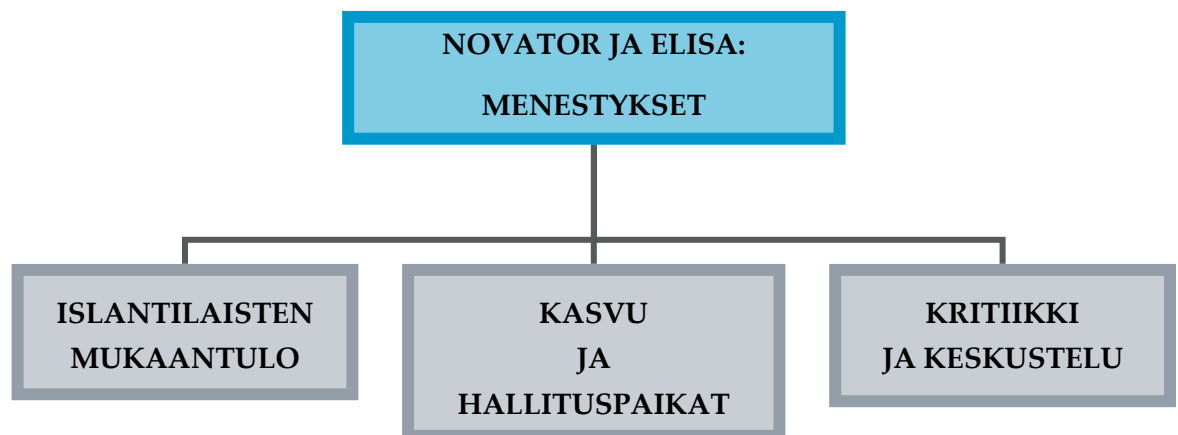 NOVATOR JA ELISA:
MENESTYKSET
ISLANTILAISTEN
MUKAANTULO
KASVU
JA
HALLITUSPAIKAT
KRITIIKKI
JA KESKUSTELU